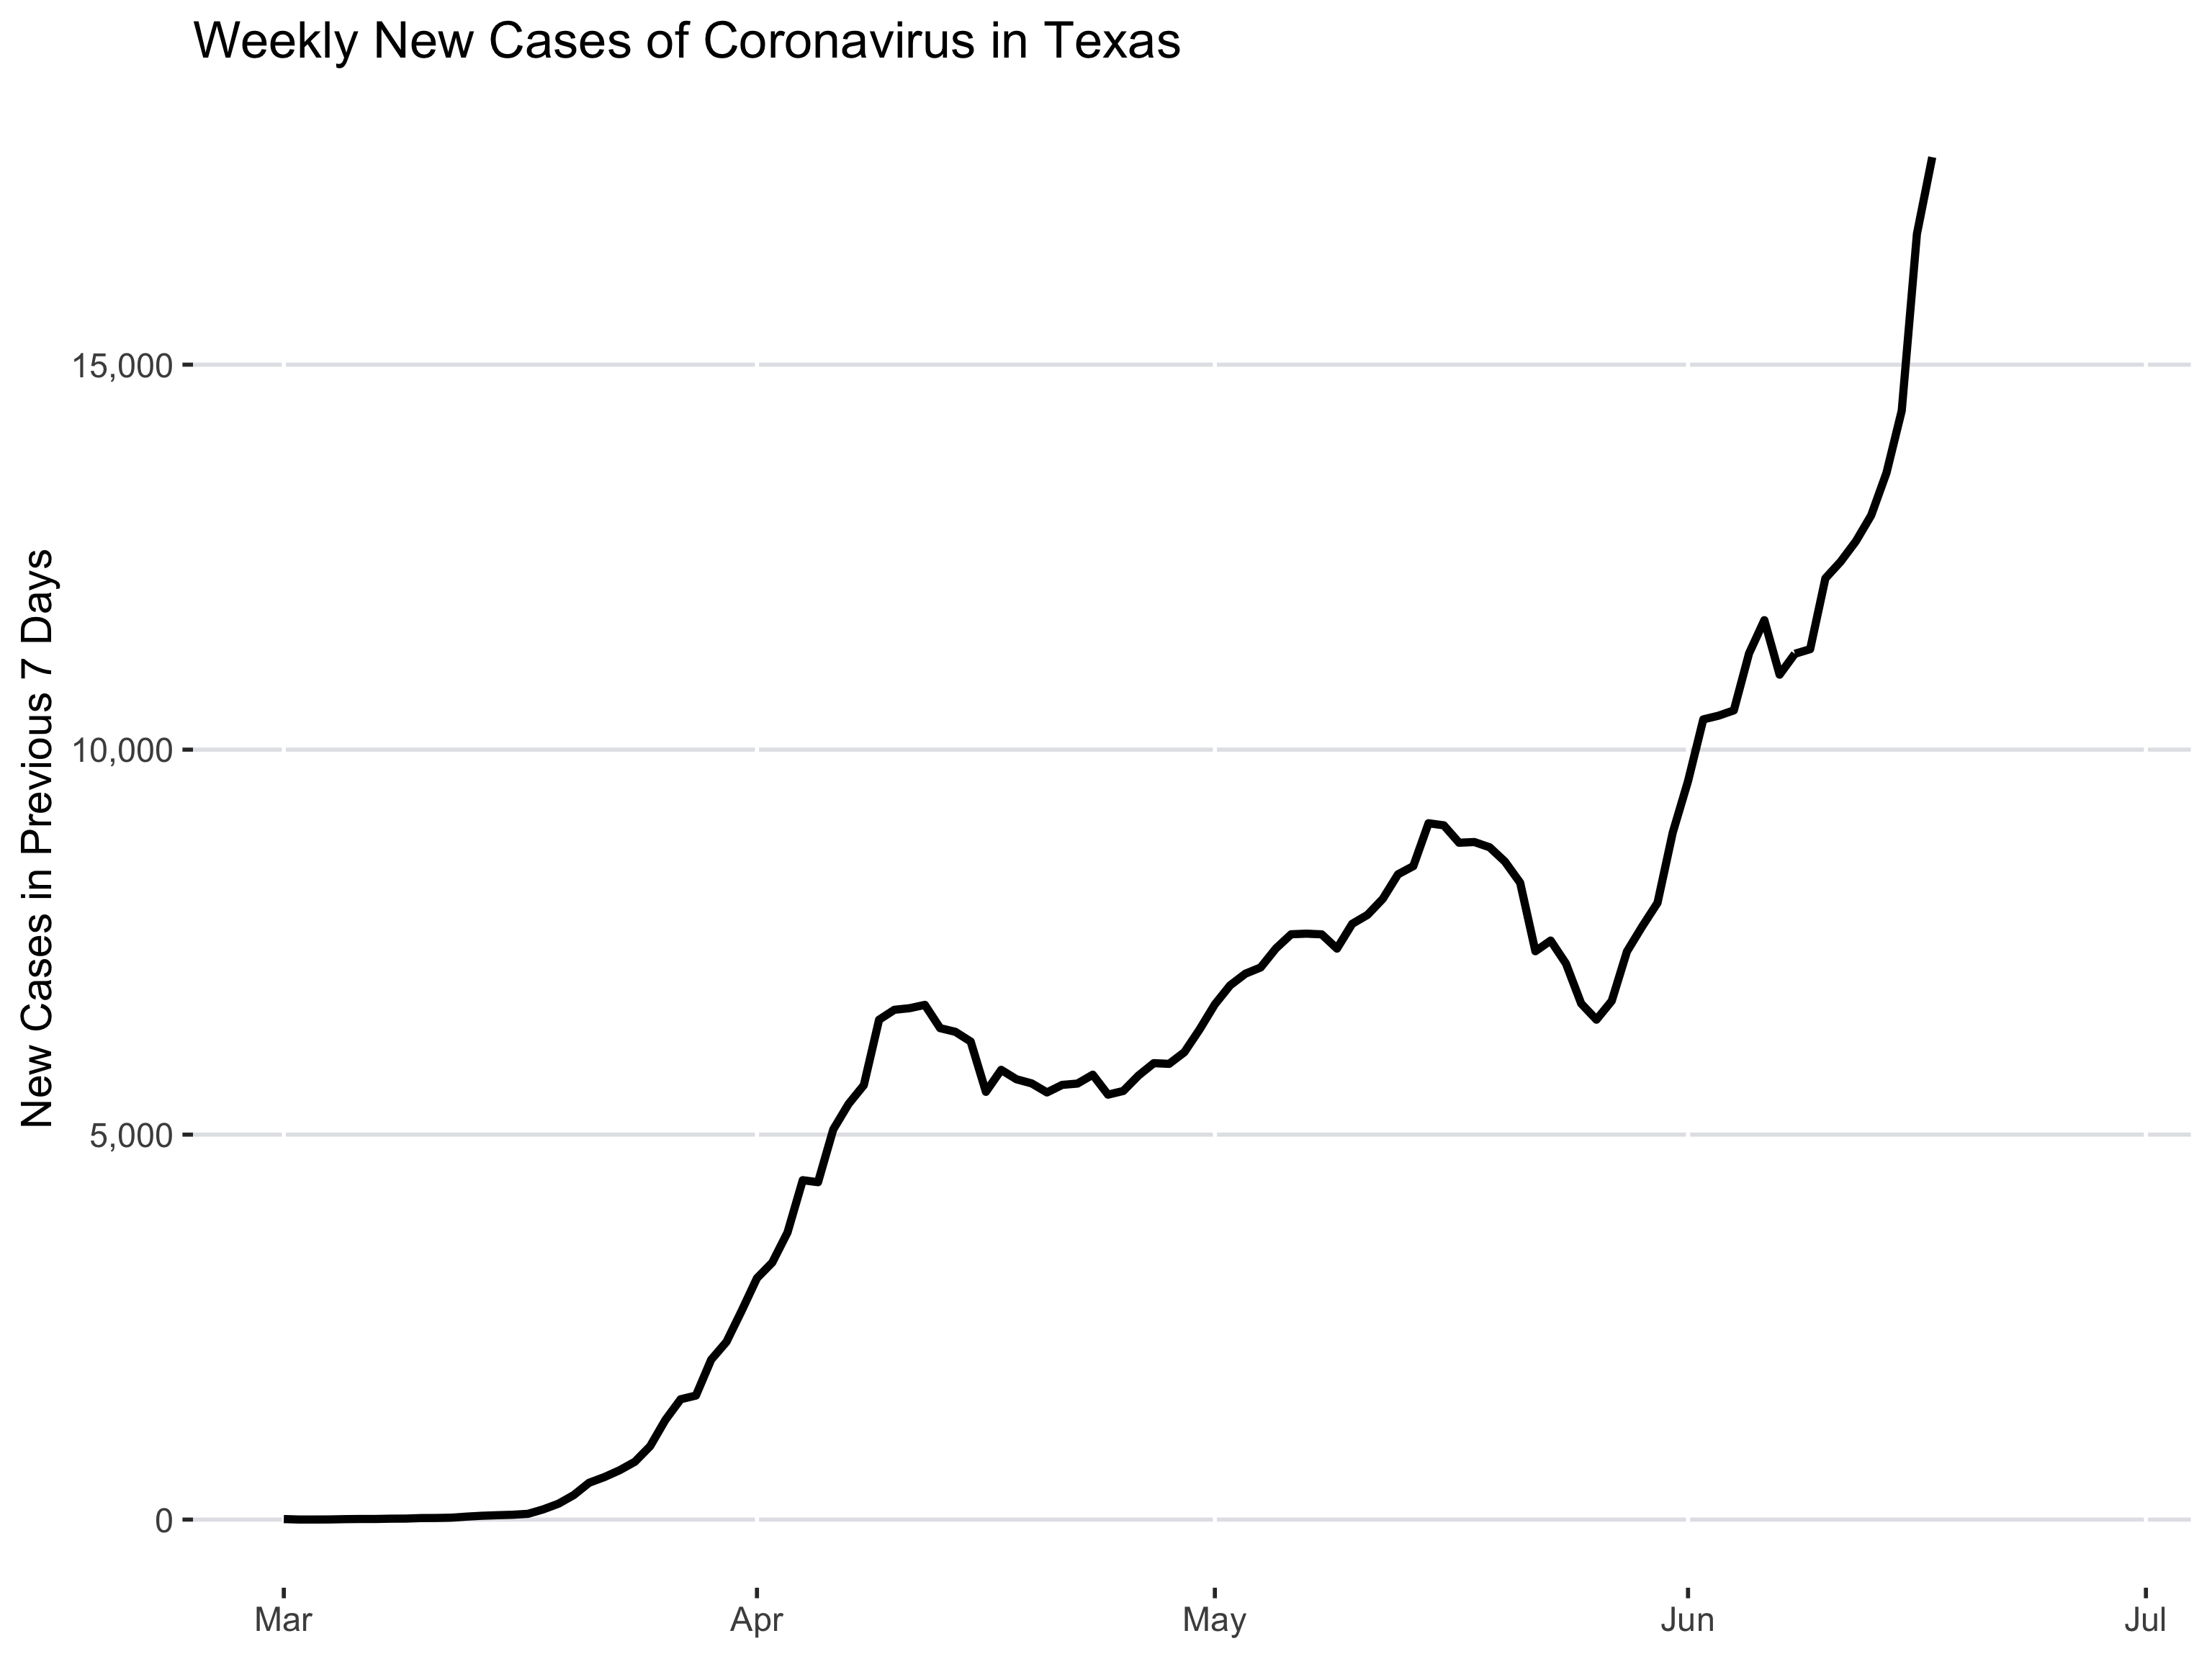 Weekly New Cases of Coronavirus in Texas
New Cases in Previous 7 Days
15,000
10,000
5,000
0
Mar Apr May Jun Jul